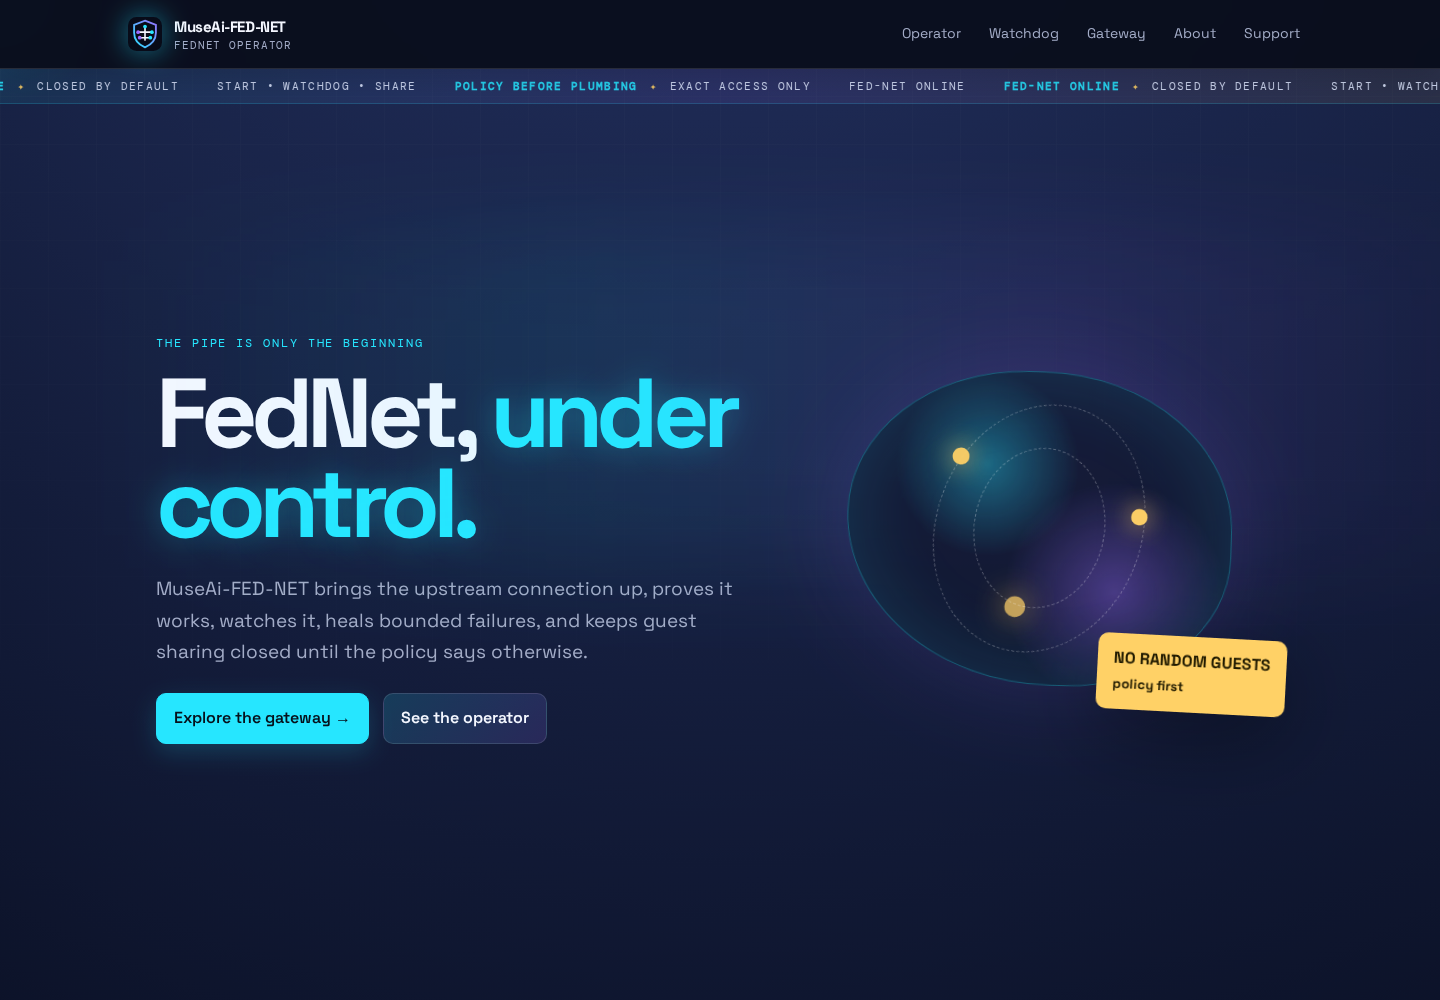 MuseAi-FED-NET
FEDNET OPERATOR
Operator Watchdog Gateway About Support
E ✦ CLOSED BY DEFAULT START • WATCHDOG • SHARE POLICY BEFORE PLUMBING ✦ EXACT ACCESS ONLY FED-NET ONLINE FED-NET ONLINE ✦ CLOSED BY DEFAULT START • WATCH
THE PIPE IS ONLY THE BEGINNING
FedNet, under
control.
MuseAi-FED-NET brings the upstream connection up, proves it
works, watches it, heals bounded failures, and keeps guest
sharing closed until the policy says otherwise.
Explore the gateway → See the operator
NO RANDOM GUESTS
policy first